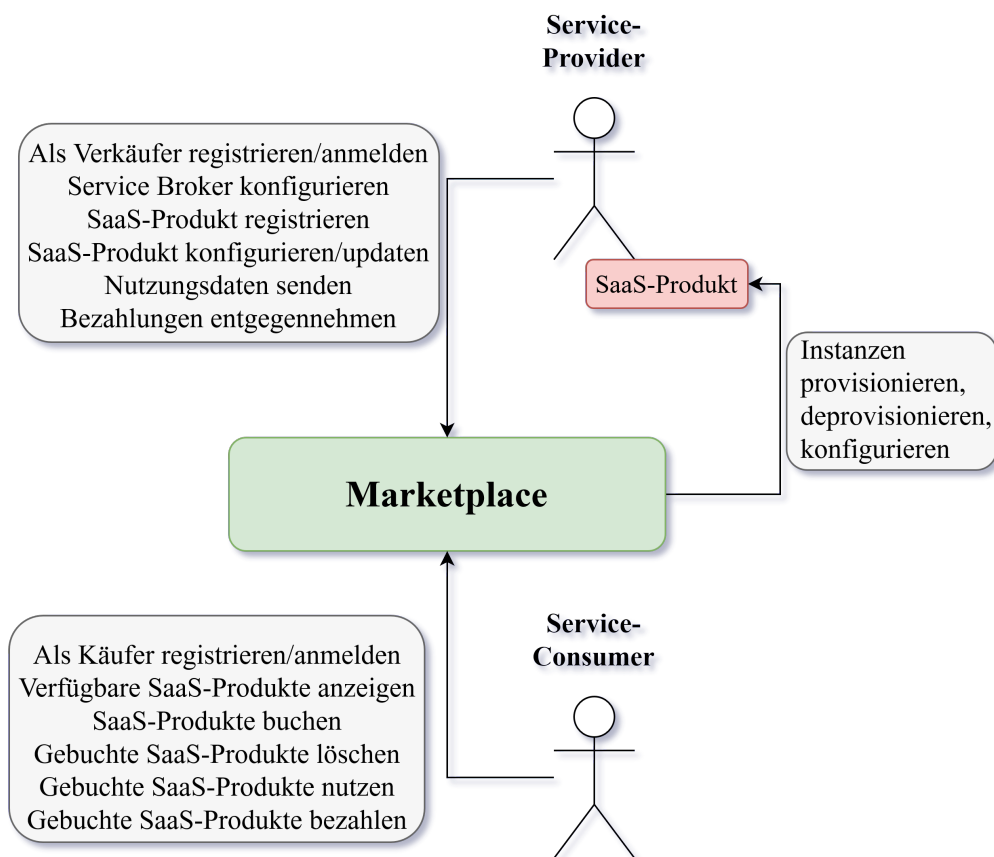 Service-
Provider
Als Verkäufer registrieren/anmelden
Service Broker konfigurieren
SaaS-Produkt registrieren
SaaS-Produkt konfigurieren/updaten
Nutzungsdaten senden
Bezahlungen entgegennehmen
SaaS-Produkt
Instanzen
provisionieren,
deprovisionieren,
konfigurieren
Marketplace
Service-
Consumer
Als Käufer registrieren/anmelden
Verfügbare SaaS-Produkte anzeigen
SaaS-Produkte buchen
Gebuchte SaaS-Produkte löschen
Gebuchte SaaS-Produkte nutzen
Gebuchte SaaS-Produkte bezahlen